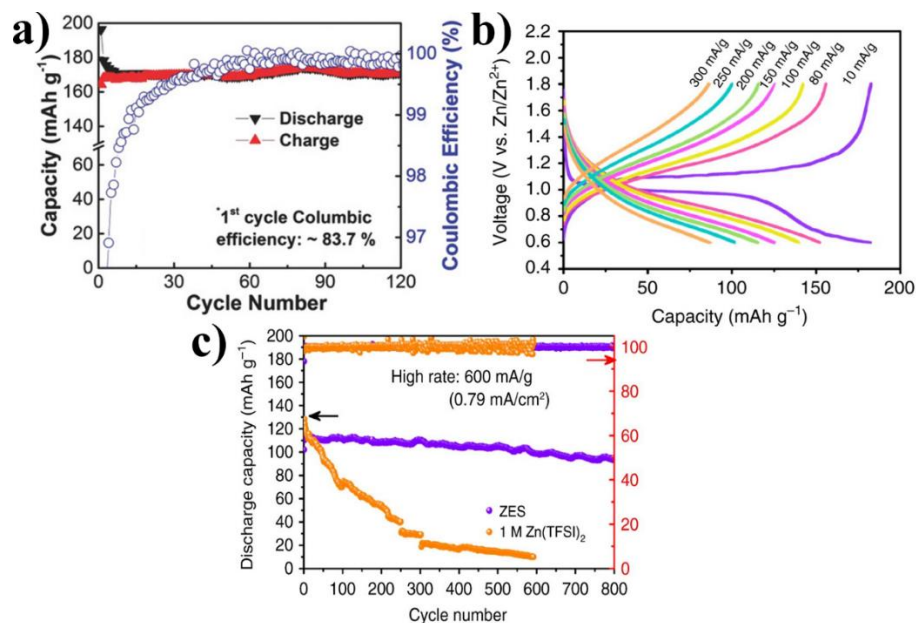 a)
200
180
160
40
20
0
Capacity (mAh g⁻¹)
Discharge
Charge
*1st cycle Columbic
efficiency: ~ 83.7 %
100
99
98
97
Coulombic Efficiency (%)
0 30 60 90 120
Cycle Number
b)
2.2
2.0
1.8
1.6
1.4
1.2
1.0
0.8
0.6
0.4
Voltage (V vs. Zn/Zn²⁺)
300 mA/g
250 mA/g
200 mA/g
150 mA/g
100 mA/g
80 mA/g
10 mA/g
0 50 100 150 200
Capacity (mAh g⁻¹)
c)
200
180
160
140
120
100
80
60
40
20
0
Discharge capacity (mAh g⁻¹)
High rate: 600 mA/g
(0.79 mA/cm²)
ZES
1 M Zn(TFSI)₂
100
80
60
40
20
0
0 100 200 300 400 500 600 700 800
Cycle number